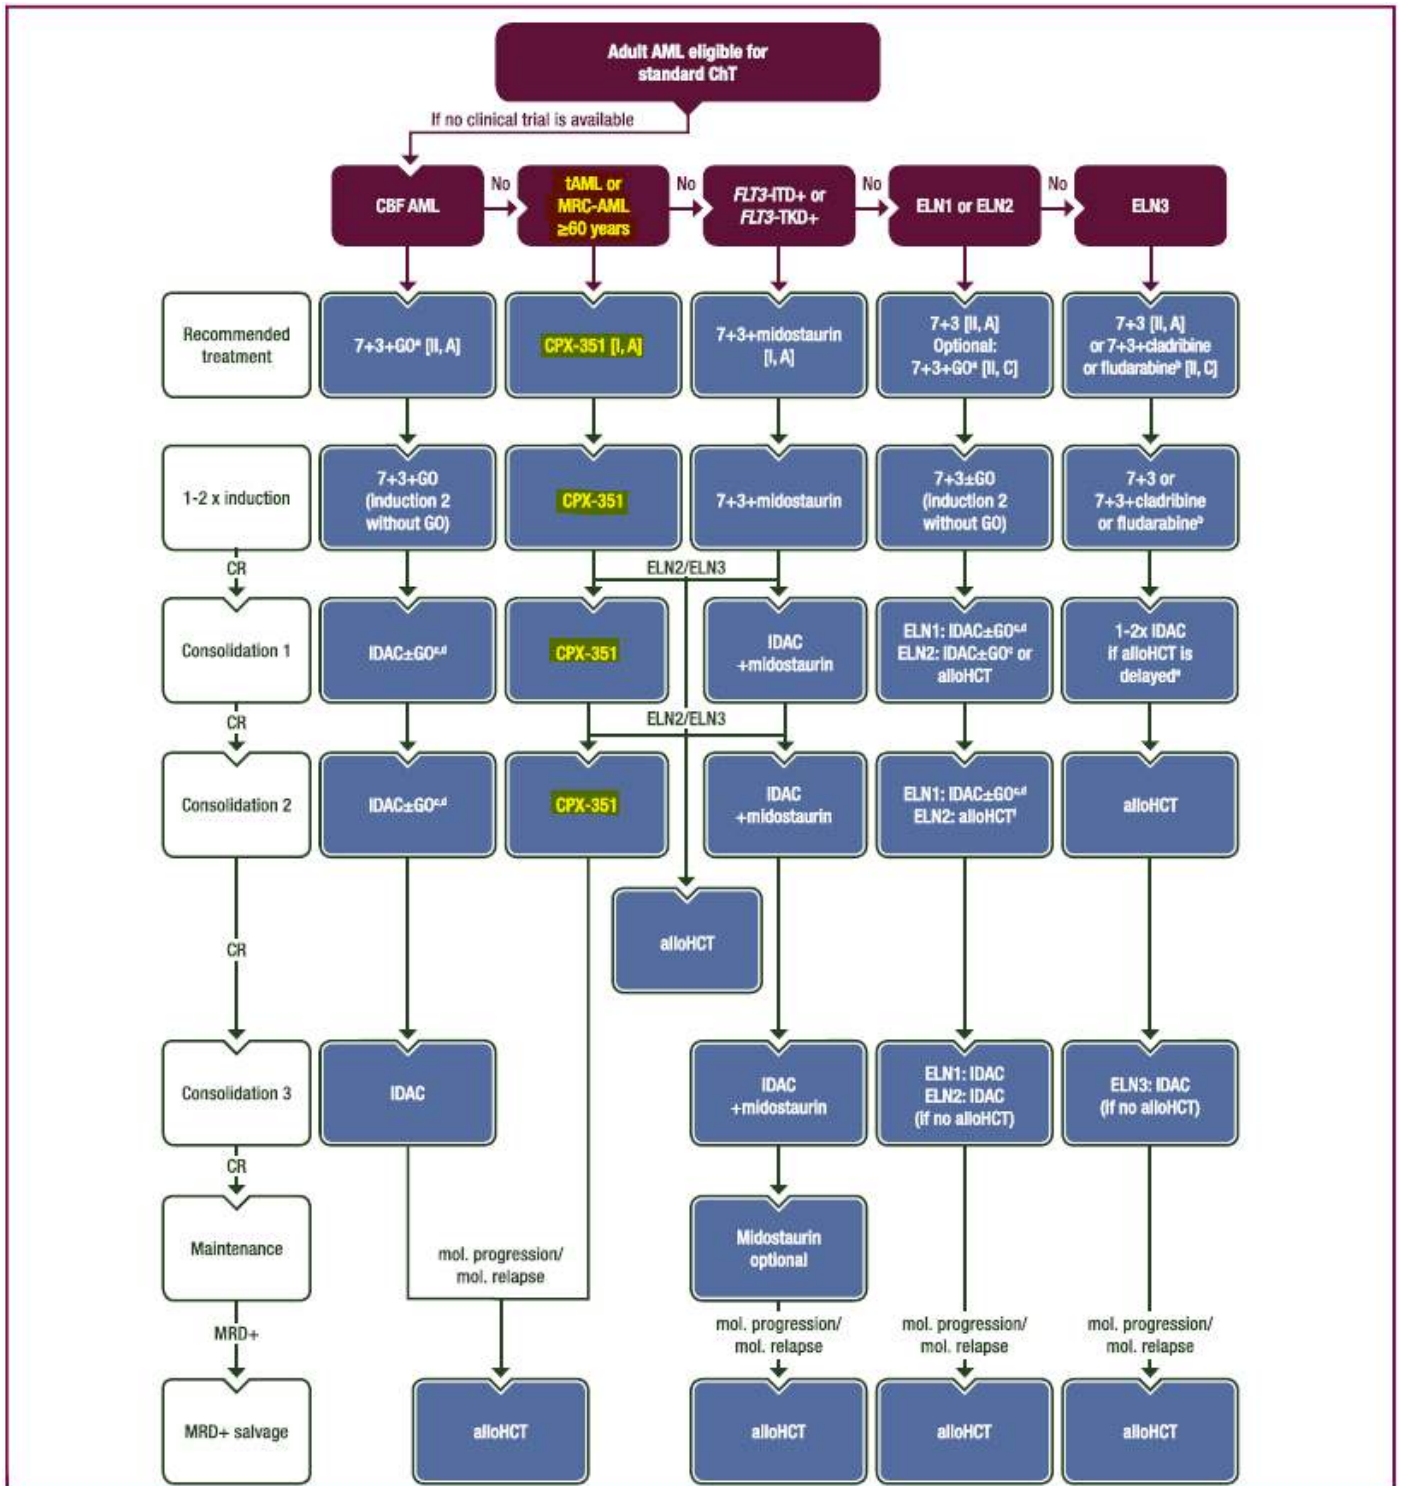 Adult AML eligible for
standard ChT
If no clinical trial is available
CBF AML
No
tAML or
MRC-AML
≥60 years
No
FLT3-ITD+ or
FLT3-TKD+
No
ELN1 or ELN2
No
ELN3
Recommended
treatment
7+3+GOᵃ [II, A]
CPX-351 [I, A]
7+3+midostaurin
[I, A]
7+3 [II, A]
Optional:
7+3+GOᵃ [II, C]
7+3 [II, A]
or 7+3+cladribine
or fludarabineᵇ [II, C]
1-2 x induction
7+3+GO
(induction 2
without GO)
CPX-351
7+3+midostaurin
7+3±GO
(induction 2
without GO)
7+3 or
7+3+cladribine
or fludarabineᵇ
CR
ELN2/ELN3
Consolidation 1
IDAC±GOᶜ,ᵈ
CPX-351
IDAC
+midostaurin
ELN1: IDAC±GOᶜ,ᵈ
ELN2: IDAC±GOᶜ or
alloHCT
1-2x IDAC
if alloHCT is
delayedᵉ
CR
ELN2/ELN3
Consolidation 2
IDAC±GOᶜ,ᵈ
CPX-351
IDAC
+midostaurin
ELN1: IDAC±GOᶜ,ᵈ
ELN2: alloHCTᶠ
alloHCT
CR
alloHCT
Consolidation 3
IDAC
IDAC
+midostaurin
ELN1: IDAC
ELN2: IDAC
(if no alloHCT)
ELN3: IDAC
(if no alloHCT)
CR
Maintenance
mol. progression/
mol. relapse
Midostaurin
optional
MRD+
mol. progression/
mol. relapse
mol. progression/
mol. relapse
mol. progression/
mol. relapse
MRD+ salvage
alloHCT
alloHCT
alloHCT
alloHCT